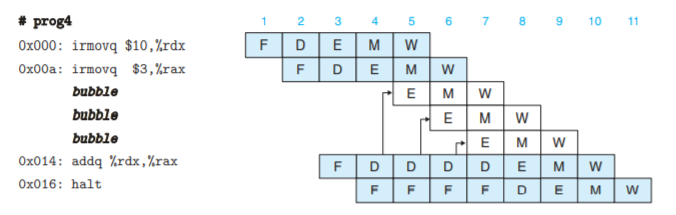 # prog4 1 2 3 4 5 6 7 8 9 10 11
0x000: irmovq $10,%rdx F D E M W
0x00a: irmovq $3,%rax F D E M W
bubble E M W
bubble E M W
bubble E M W
0x014: addq %rdx,%rax F D D D D E M W
0x016: halt F F F F D E M W